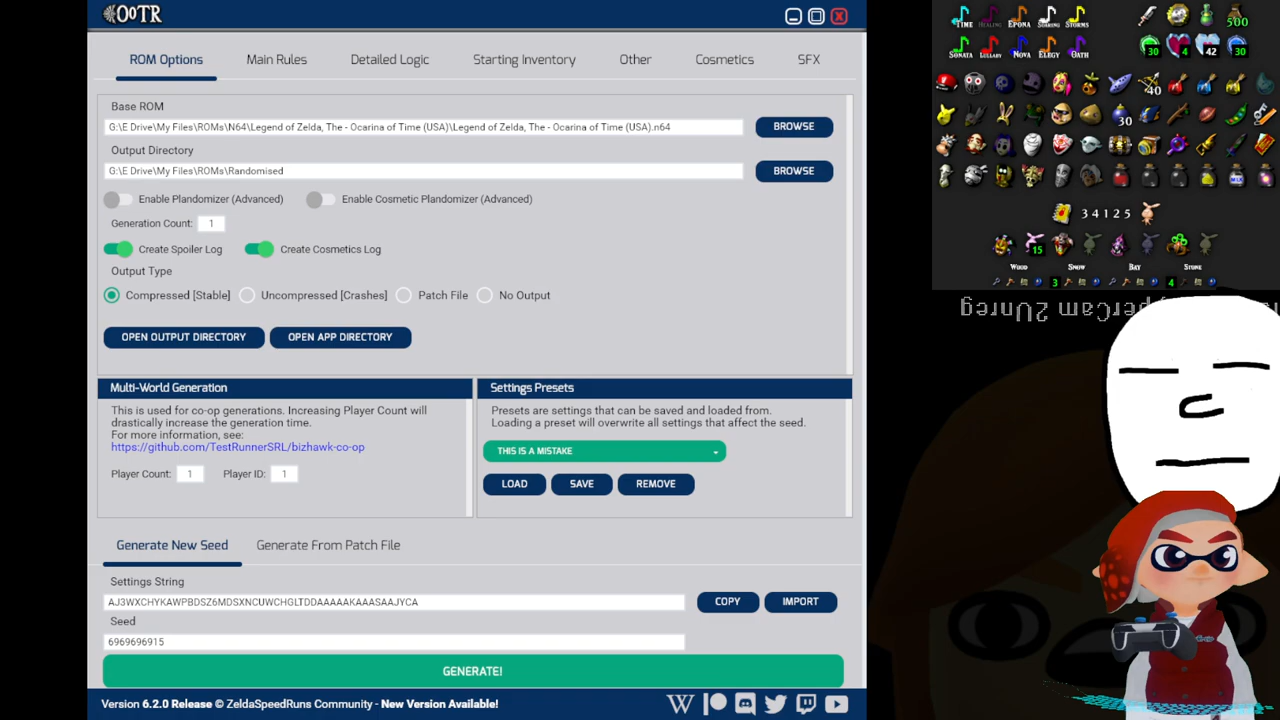 OoTR
ROM Options
Main Rules
Detailed Logic
Starting Inventory
Other
Cosmetics
SFX
Base ROM
G:\E Drive\My Files\ROMs\N64\Legend of Zelda, The - Ocarina of Time (USA)\Legend of Zelda, The - Ocarina of Time (USA).n64
BROWSE
Output Directory
G:\E Drive\My Files\ROMs\Randomised
BROWSE
Enable Plandomizer (Advanced)
Enable Cosmetic Plandomizer (Advanced)
Generation Count: 1
Create Spoiler Log
Create Cosmetics Log
Output Type
Compressed [Stable]
Uncompressed [Crashes]
Patch File
No Output
OPEN OUTPUT DIRECTORY
OPEN APP DIRECTORY
Multi-World Generation
This is used for co-op generations. Increasing Player Count will
drastically increase the generation time.
For more information, see:
https://github.com/TestRunnerSRL/bizhawk-co-op
Player Count: 1
Player ID: 1
Settings Presets
Presets are settings that can be saved and loaded from.
Loading a preset will overwrite all settings that affect the seed.
THIS IS A MISTAKE
LOAD
SAVE
REMOVE
Generate New Seed
Generate From Patch File
Settings String
AJ3WXCHYKAWPBDSZ6MDSXNCUWCHGLTDDAAAAAKAAASAAJYCA
COPY
IMPORT
Seed
6969696915
GENERATE!
Version 6.2.0 Release © ZeldaSpeedRuns Community - New Version Available!
TIME
HEALING
EPONA
SOARING
STORMS
500
SONATA
LULLABY
NOVA
ELEGY
OATH
30
4
42
30
40
30
MILK
34125
15
WOOD
SNOW
BAY
STONE
3
4